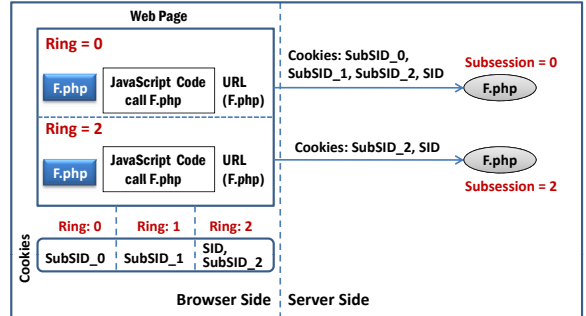 Web Page
Ring = 0
F.php
JavaScript Code
call F.php
URL
(F.php)
Cookies: SubSID_0,
SubSID_1, SubSID_2, SID
Subsession = 0
F.php
Ring = 2
F.php
JavaScript Code
call F.php
URL
(F.php)
Cookies: SubSID_2, SID
F.php
Subsession = 2
Cookies
Ring: 0
Ring: 1
Ring: 2
SubSID_0
SubSID_1
SID,
SubSID_2
Browser Side
Server Side